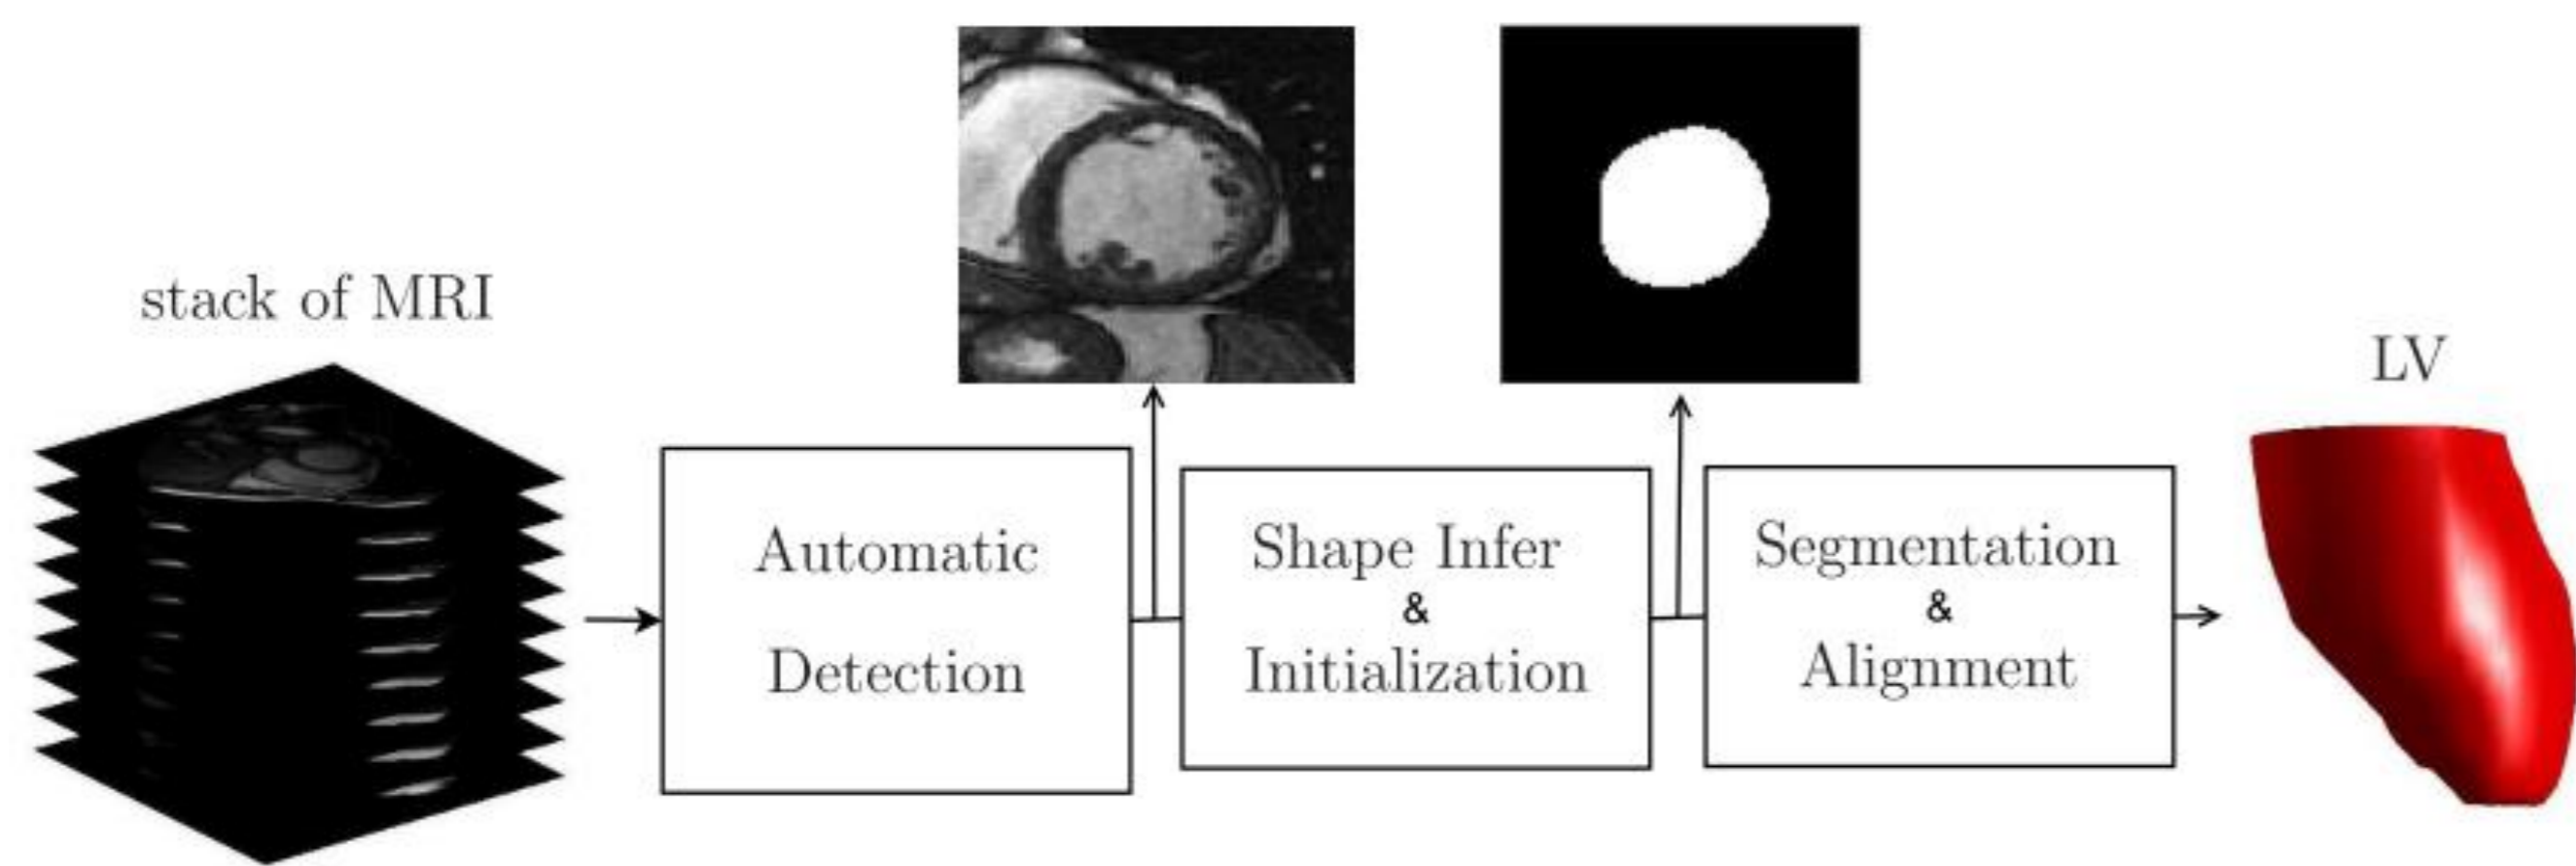 stack of MRI
LV
Automatic
Detection
Shape Infer
&
Initialization
Segmentation
&
Alignment